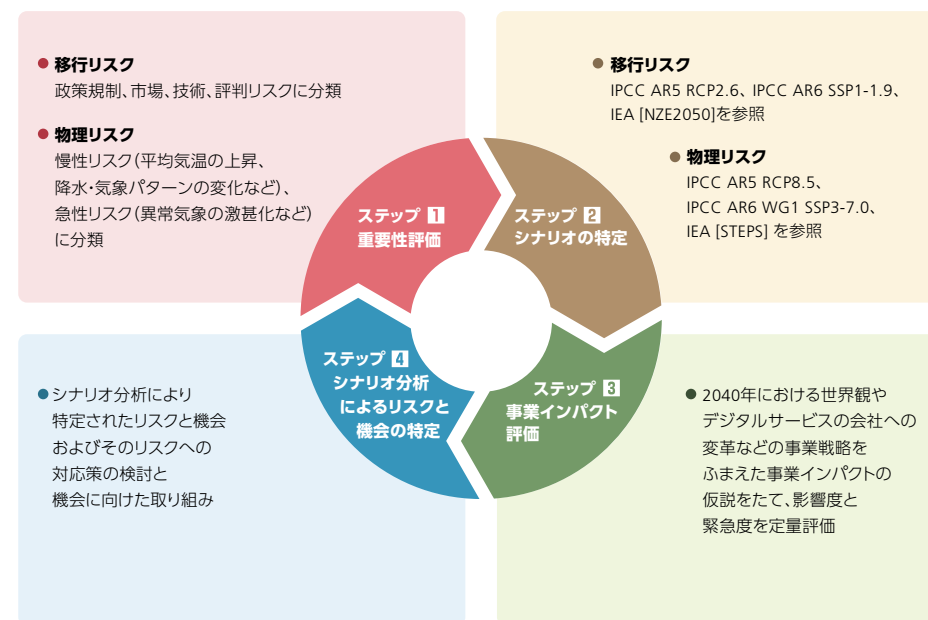 ● 移行リスク
政策規制、市場、技術、評判リスクに分類
● 物理リスク
慢性リスク(平均気温の上昇、
降水・気象パターンの変化など)、
急性リスク(異常気象の激甚化など)
に分類
ステップ 1
重要性評価
● 移行リスク
IPCC AR5 RCP2.6、IPCC AR6 SSP1-1.9、
IEA [NZE2050]を参照
● 物理リスク
IPCC AR5 RCP8.5、
IPCC AR6 WG1 SSP3-7.0、
IEA [STEPS] を参照
ステップ 2
シナリオの特定
ステップ 3
事業インパクト
評価
● 2040年における世界観や
デジタルサービスの会社への
変革などの事業戦略を
ふまえた事業インパクトの
仮説をたて、影響度と
緊急度を定量評価
ステップ 4
シナリオ分析
によるリスクと
機会の特定
●シナリオ分析により
特定されたリスクと機会
およびそのリスクへの
対応策の検討と
機会に向けた取り組み